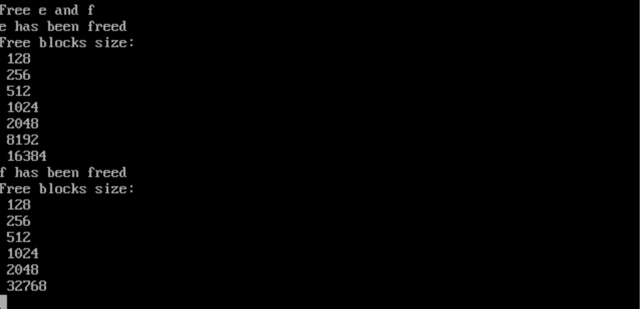 Free e and f
e has been freed
Free blocks size:
128
256
512
1024
2048
8192
16384
f has been freed
Free blocks size:
128
256
512
1024
2048
32768